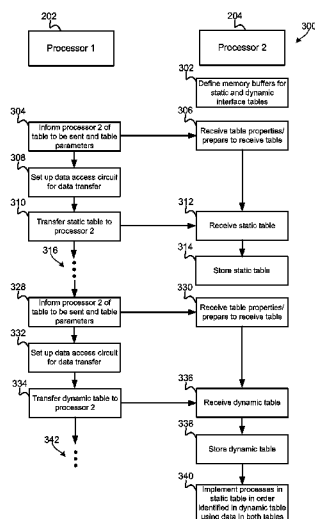 202
204
300
Processor 1
Processor 2
302
Define memory buffers for
static and dynamic
interface tables
304
Inform processor 2 of
table to be sent and table
parameters
306
Receive table properties/
prepare to receive table
308
Set up data access circuit
for data transfer
310
Transfer static table to
processor 2
312
Receive static table
314
Store static table
316
328
Inform processor 2 of
table to be sent and table
parameters
330
Receive table properties/
prepare to receive table
332
Set up data access circuit
for data transfer
334
Transfer dynamic table to
processor 2
336
Receive dynamic table
338
Store dynamic table
340
Implement processes in
static table in order
identified in dynamic table
using data in both tables
342